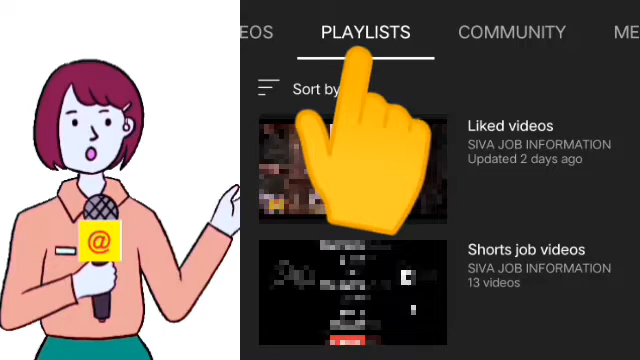 EOS PLAYLISTS COMMUNITY ME
Sort by
Liked videos
SIVA JOB INFORMATION
Updated 2 days ago
@
Shorts job videos
SIVA JOB INFORMATION
13 videos